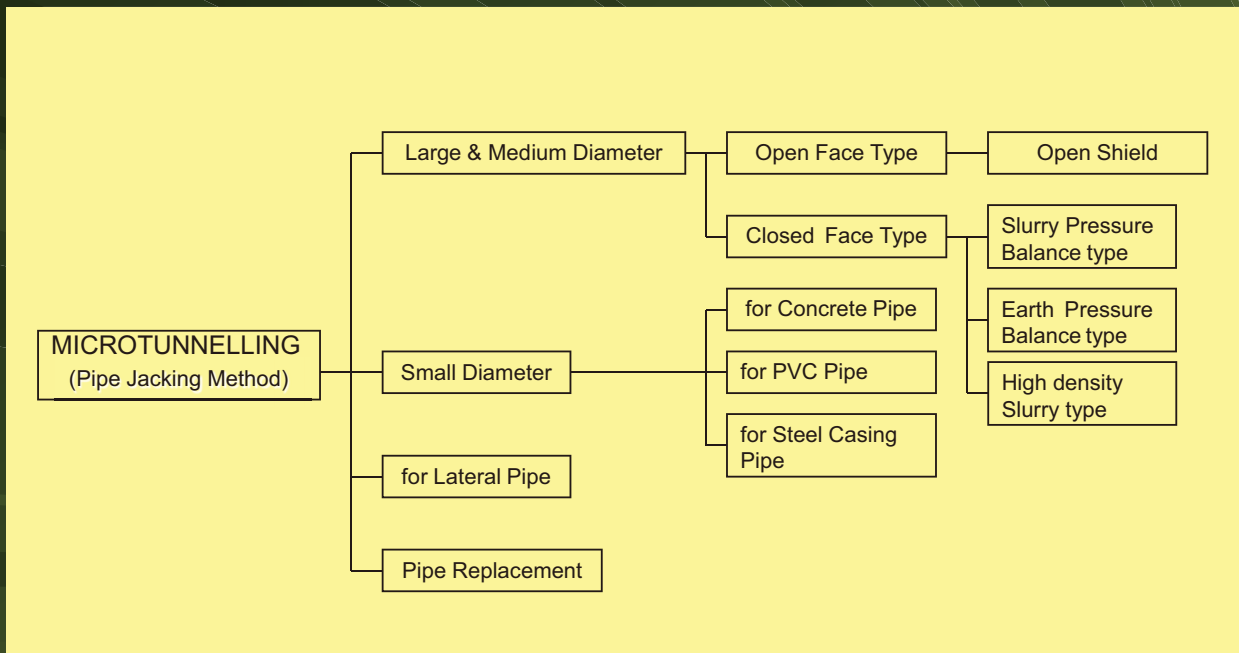 Large & Medium Diameter
Open Face Type
Open Shield
Closed Face Type
Slurry Pressure
Balance type
Earth Pressure
Balance type
High density
Slurry type
MICROTUNNELLING
(Pipe Jacking Method)
Small Diameter
for Concrete Pipe
for PVC Pipe
for Steel Casing
Pipe
for Lateral Pipe
Pipe Replacement